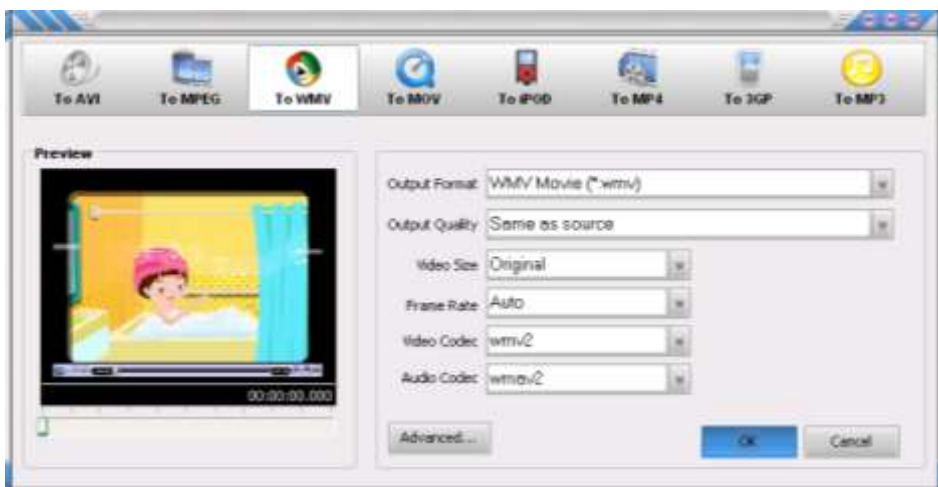 To AVI To MPEG To WMV To MOV To iPOD To MP4 To 3GP To MP3
Preview
Output Format WMV Movie (*.wmv)
Output Quality Same as source
Video Size Original
Frame Rate Auto
Video Codec wmv2
Audio Codec wmav2
00:00:00.000
Advanced...
OK Cancel